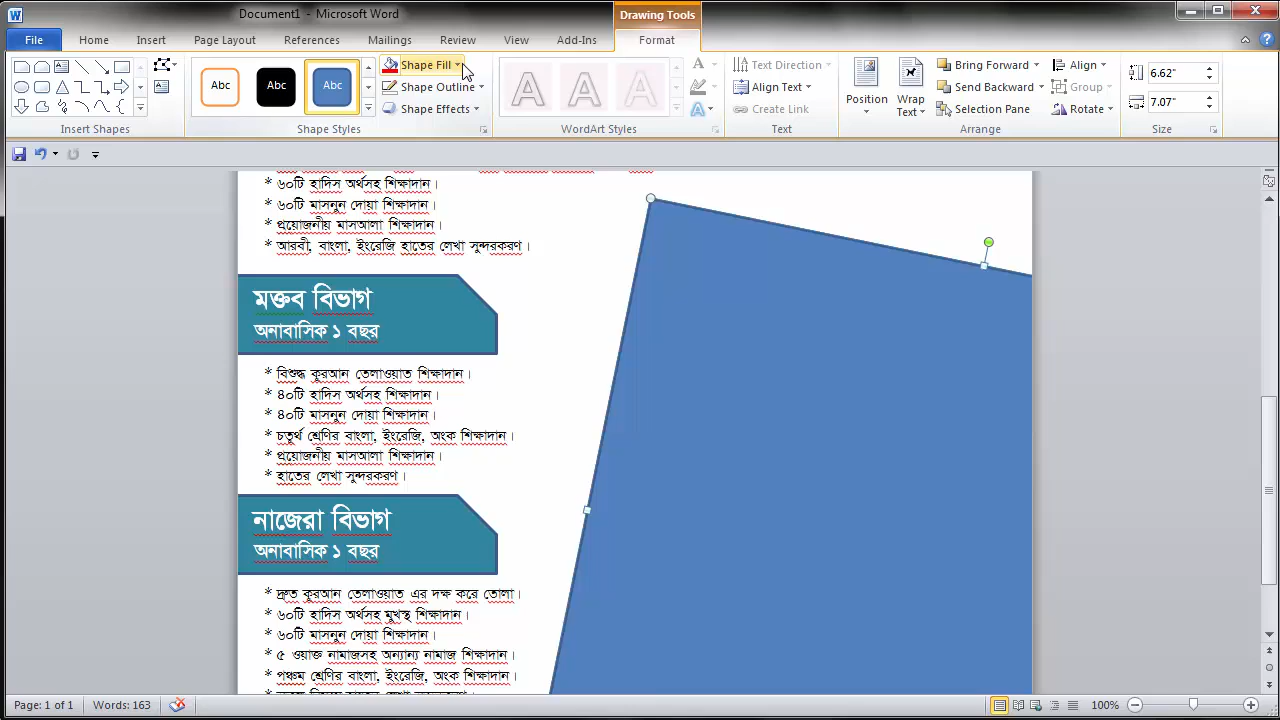 Document1 - Microsoft Word
Drawing Tools
File Home Insert Page Layout References Mailings Review View Add-Ins Format
Abc Abc Abc
Shape Fill
Shape Outline
Shape Effects
A A A
Text Direction
Align Text
Create Link
Position
Wrap Text
Bring Forward
Send Backward
Selection Pane
Align
Group
Rotate
6.62"
7.07"
Insert Shapes Shape Styles WordArt Styles Text Arrange Size
* ৬০টি হাদিস অর্থসহ শিক্ষাদান।
* ৬০টি মাসনুন দোয়া শিক্ষাদান।
* প্রয়োজনীয় মাসআলা শিক্ষাদান।
* আরবী, বাংলা, ইংরেজি হাতের লেখা সুন্দরকরণ।
মক্তব বিভাগ
অনাবাসিক ১ বছর
* বিশুদ্ধ কুরআন তেলাওয়াত শিক্ষাদান।
* ৪০টি হাদিস অর্থসহ শিক্ষাদান।
* ৪০টি মাসনুন দোয়া শিক্ষাদান।
* চতুর্থ শ্রেণির বাংলা, ইংরেজি, অংক শিক্ষাদান।
* প্রয়োজনীয় মাসআলা শিক্ষাদান।
* হাতের লেখা সুন্দরকরণ।
নাজেরা বিভাগ
অনাবাসিক ১ বছর
* দ্রুত কুরআন তেলাওয়াত এর দক্ষ করে তোলা।
* ৬০টি হাদিস অর্থসহ মুখস্থ শিক্ষাদান।
* ৬০টি মাসনুন দোয়া শিক্ষাদান।
* ৫ ওয়াক্ত নামাজসহ অন্যান্য নামাজ শিক্ষাদান।
* পঞ্চম শ্রেণির বাংলা, ইংরেজি, অংক শিক্ষাদান।
Page: 1 of 1 Words: 163 100%